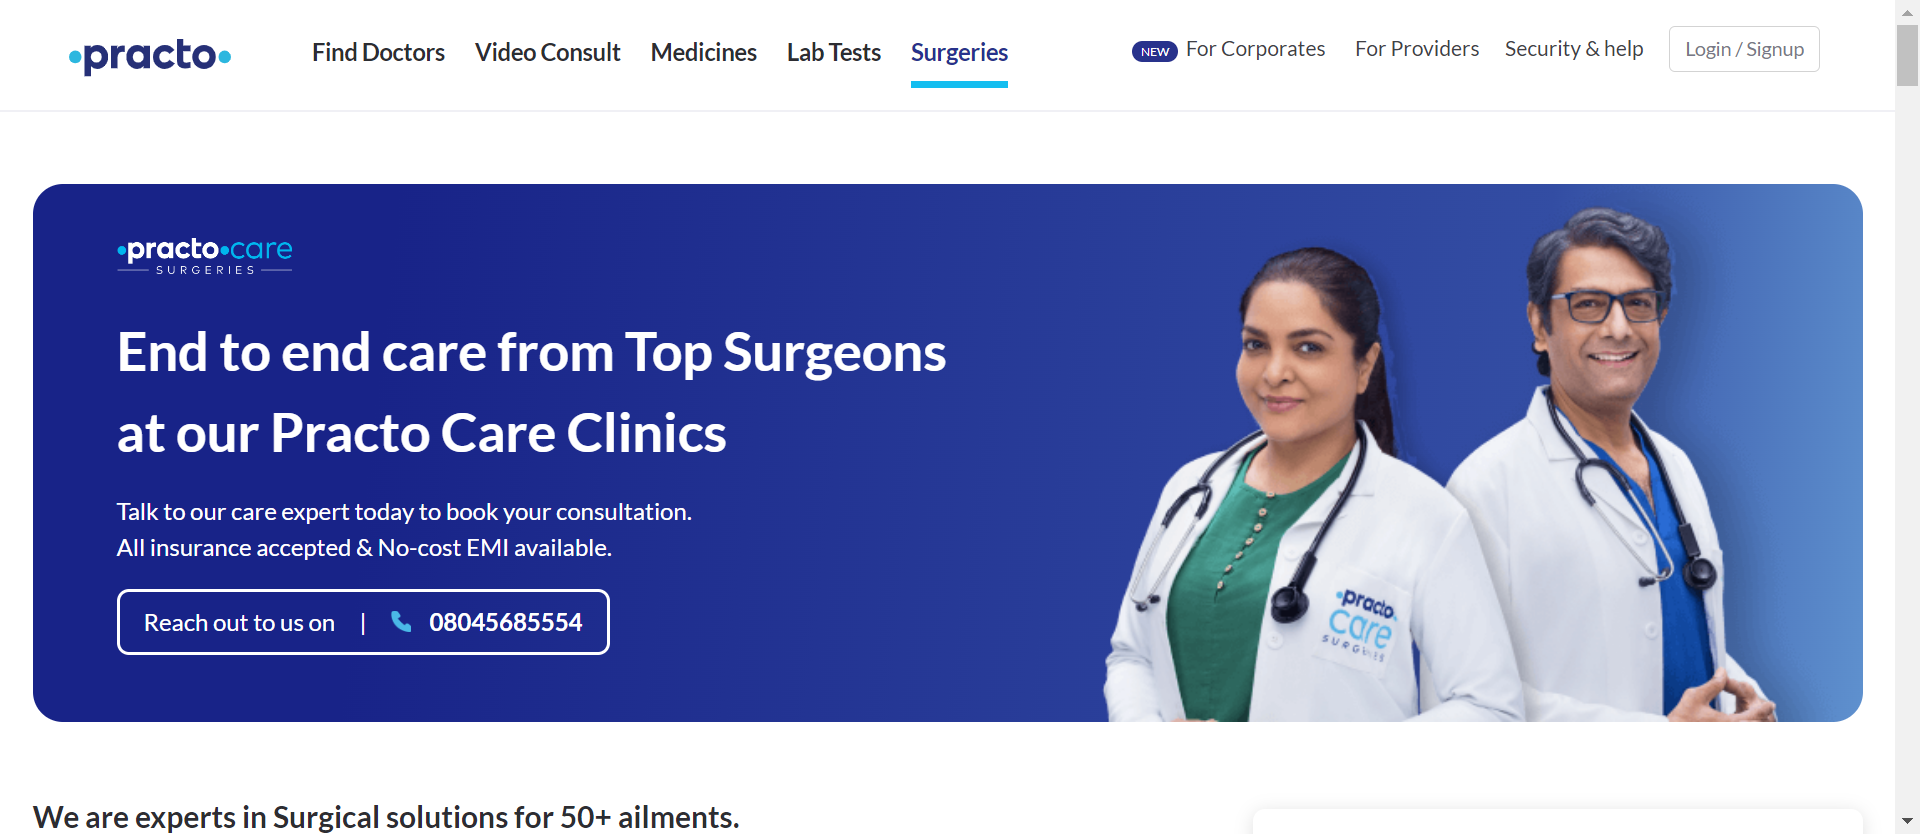 practo
Find Doctors Video Consult Medicines Lab Tests Surgeries
NEW For Corporates For Providers Security & help Login / Signup
practo care
SURGERIES
End to end care from Top Surgeons
at our Practo Care Clinics
Talk to our care expert today to book your consultation.
All insurance accepted & No-cost EMI available.
Reach out to us on | 08045685554
practo
care
SURGERIES
We are experts in Surgical solutions for 50+ ailments.